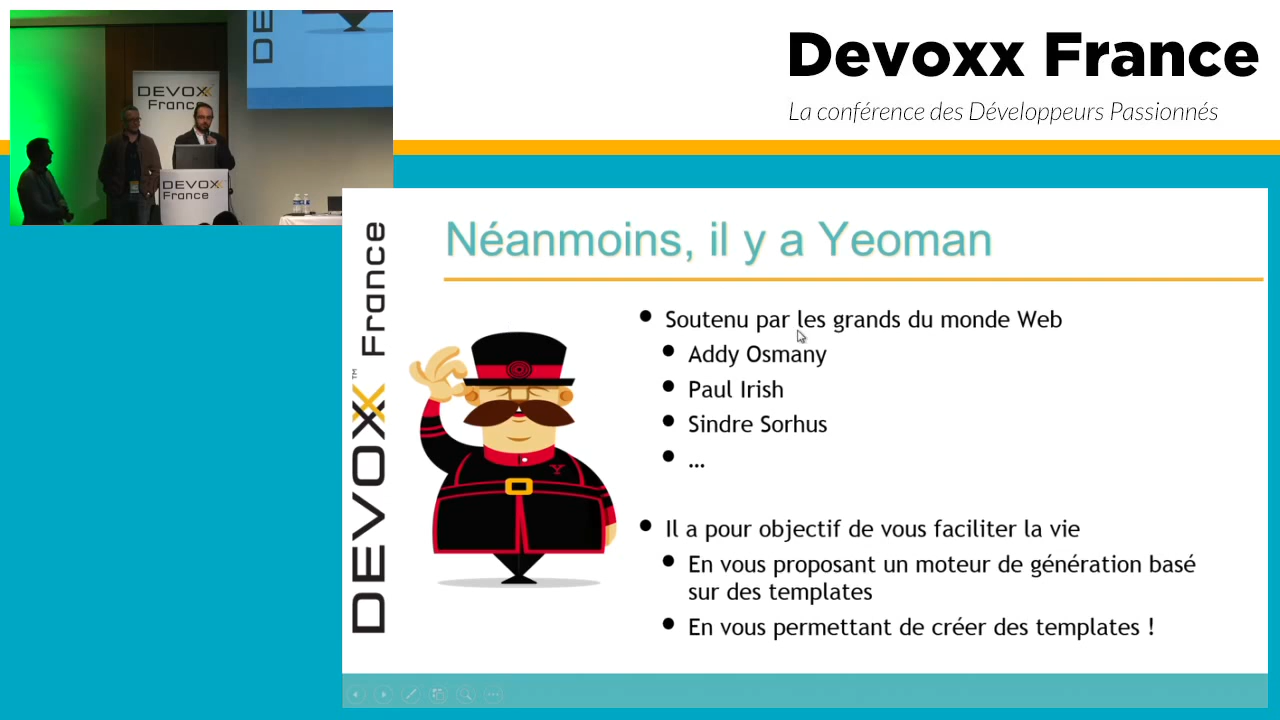 DE
DEVOXX
France
DEVOXX
France
Devoxx France
La conférence des Développeurs Passionnés
DEVOXX™ France
Néanmoins, il y a Yeoman
• Soutenu par les grands du monde Web
• Addy Osmany
• Paul Irish
• Sindre Sorhus
• ...
Y
• Il a pour objectif de vous faciliter la vie
• En vous proposant un moteur de génération basé
sur des templates
• En vous permettant de créer des templates !